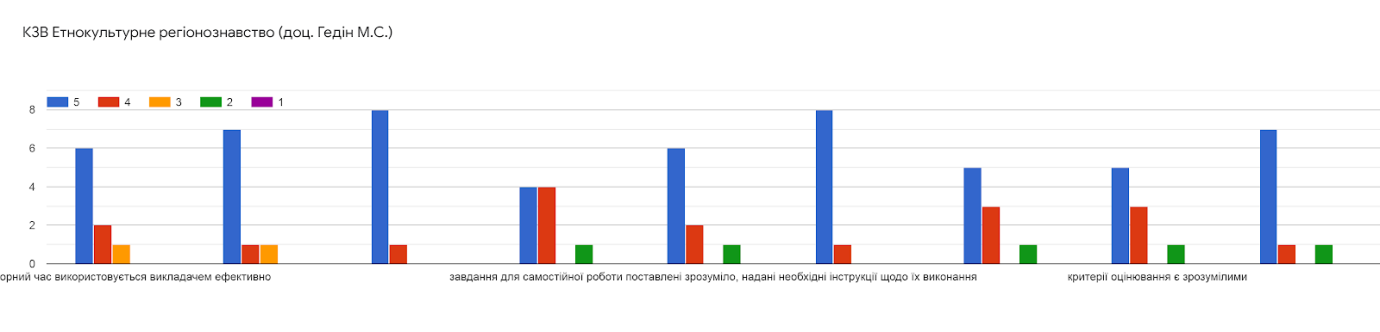 КЗВ Етнокультурне регіонознавство (доц. Гедін М.С.)
5 4 3 2 1
8
6
4
2
0
орний час використовується викладачем ефективно завдання для самостійної роботи поставлені зрозуміло, надані необхідні інструкції щодо їх виконання критерії оцінювання є зрозумілими